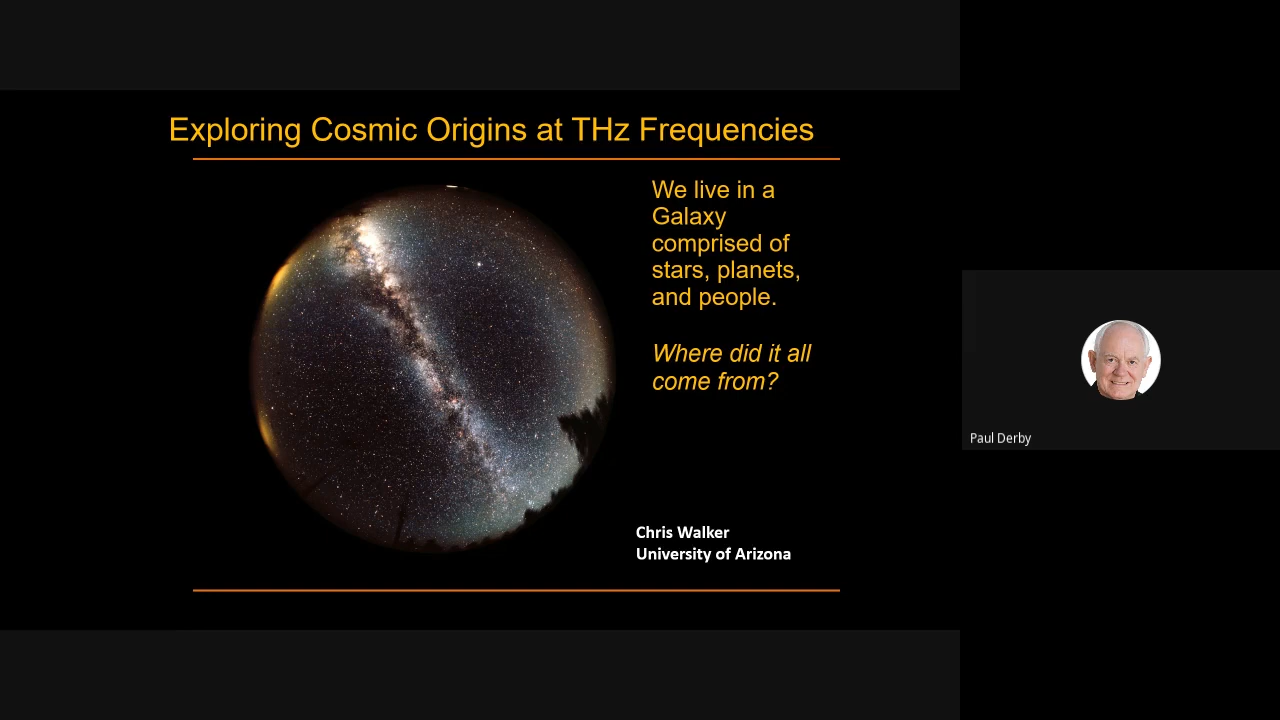 Exploring Cosmic Origins at THz Frequencies
We live in a
Galaxy
comprised of
stars, planets,
and people.
Where did it all
come from?
Chris Walker
University of Arizona
Paul Derby